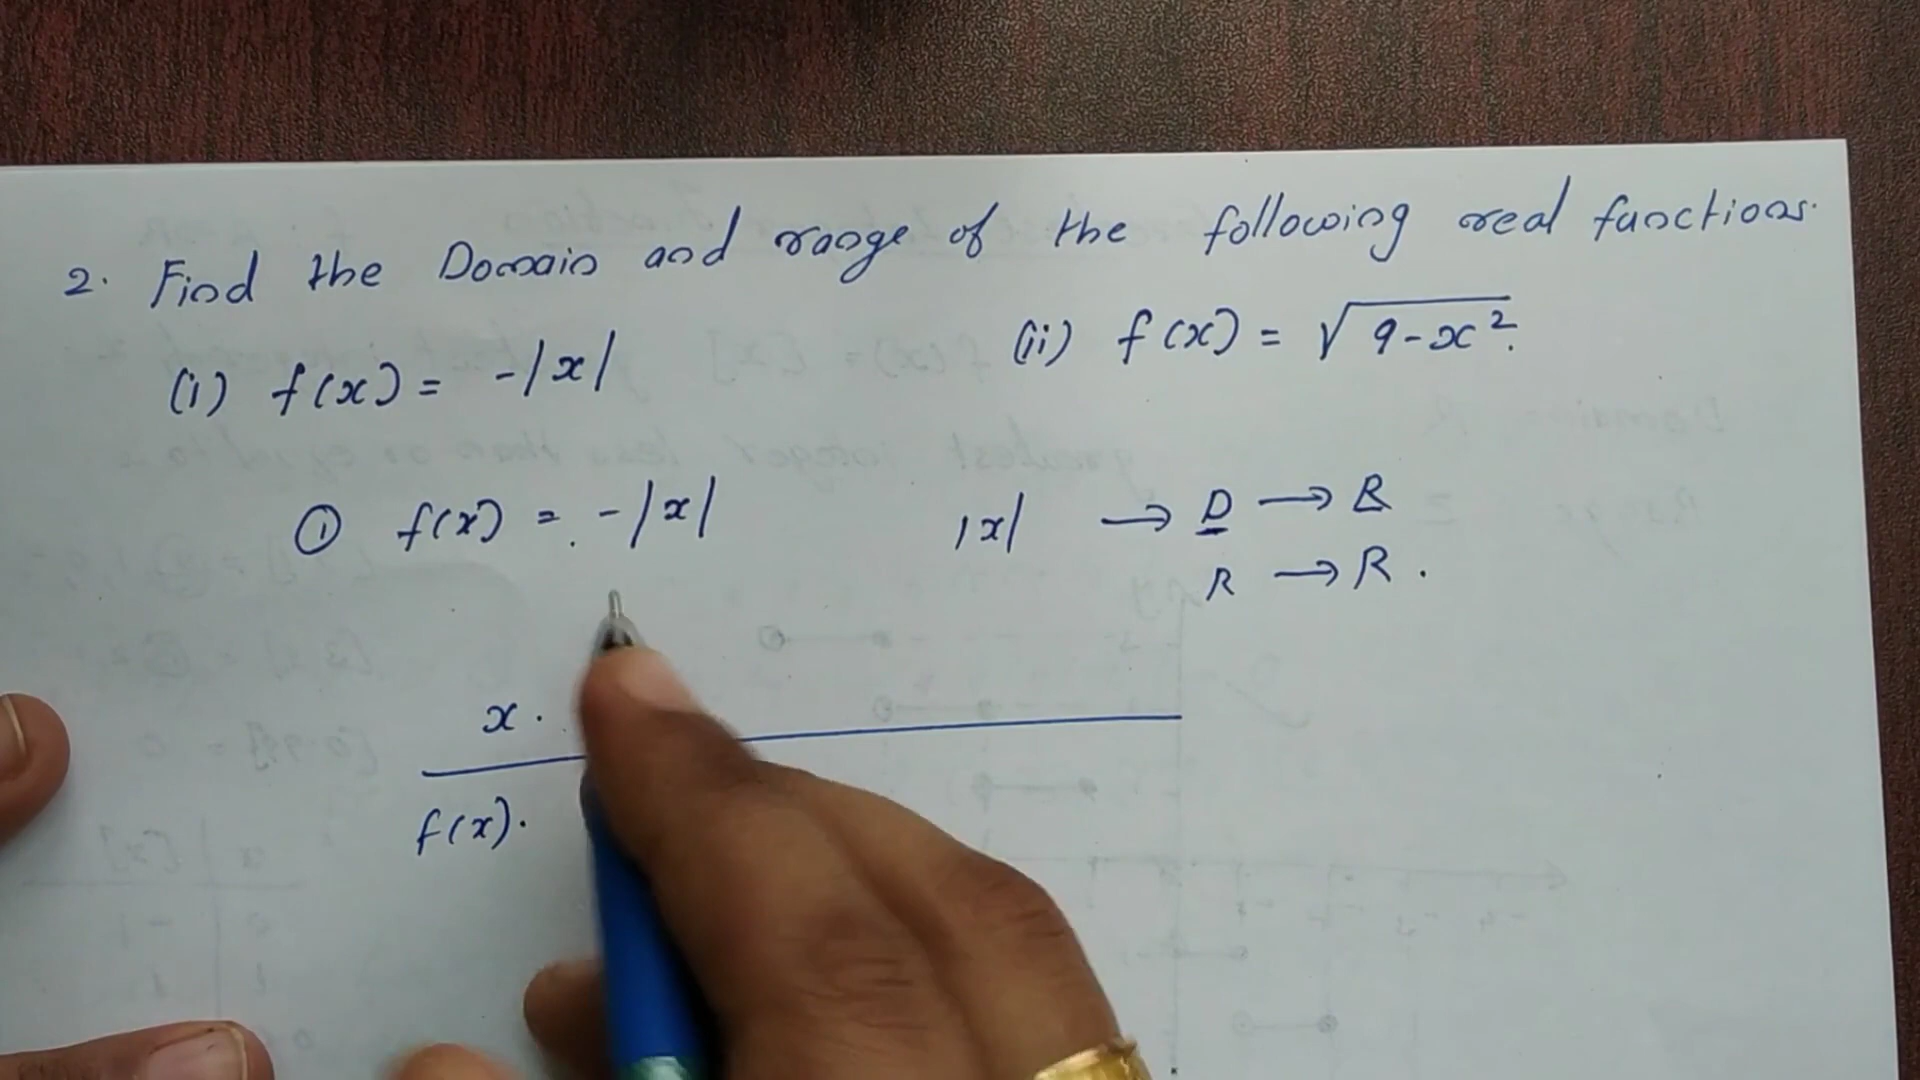 2. Find the Domain and range of the following real functions.
(i) f(x) = -|x| (ii) f(x) = √9-x².
① f(x) = -|x| |x| → D → R
R → R.
x.
f(x).